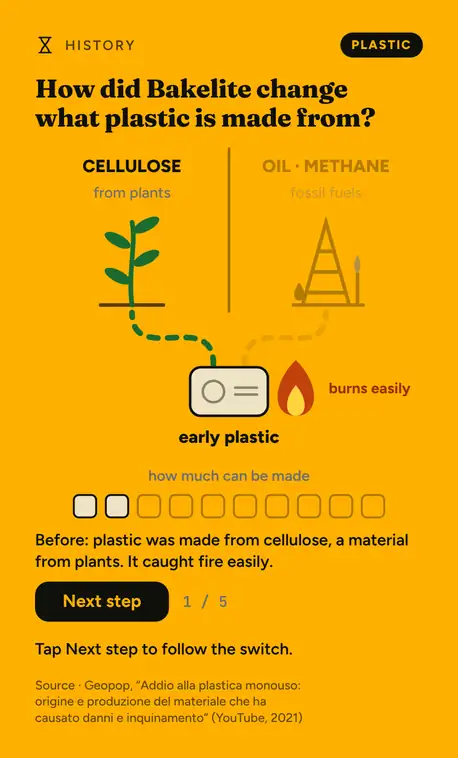 HISTORY
PLASTIC
How did Bakelite change
what plastic is made from?
CELLULOSE
from plants
OIL · METHANE
fossil fuels
burns easily
early plastic
how much can be made
Before: plastic was made from cellulose, a material
from plants. It caught fire easily.
Next step
1 / 5
Tap Next step to follow the switch.
Source · Geopop, “Addio alla plastica monouso:
origine e produzione del materiale che ha
causato danni e inquinamento” (YouTube, 2021)